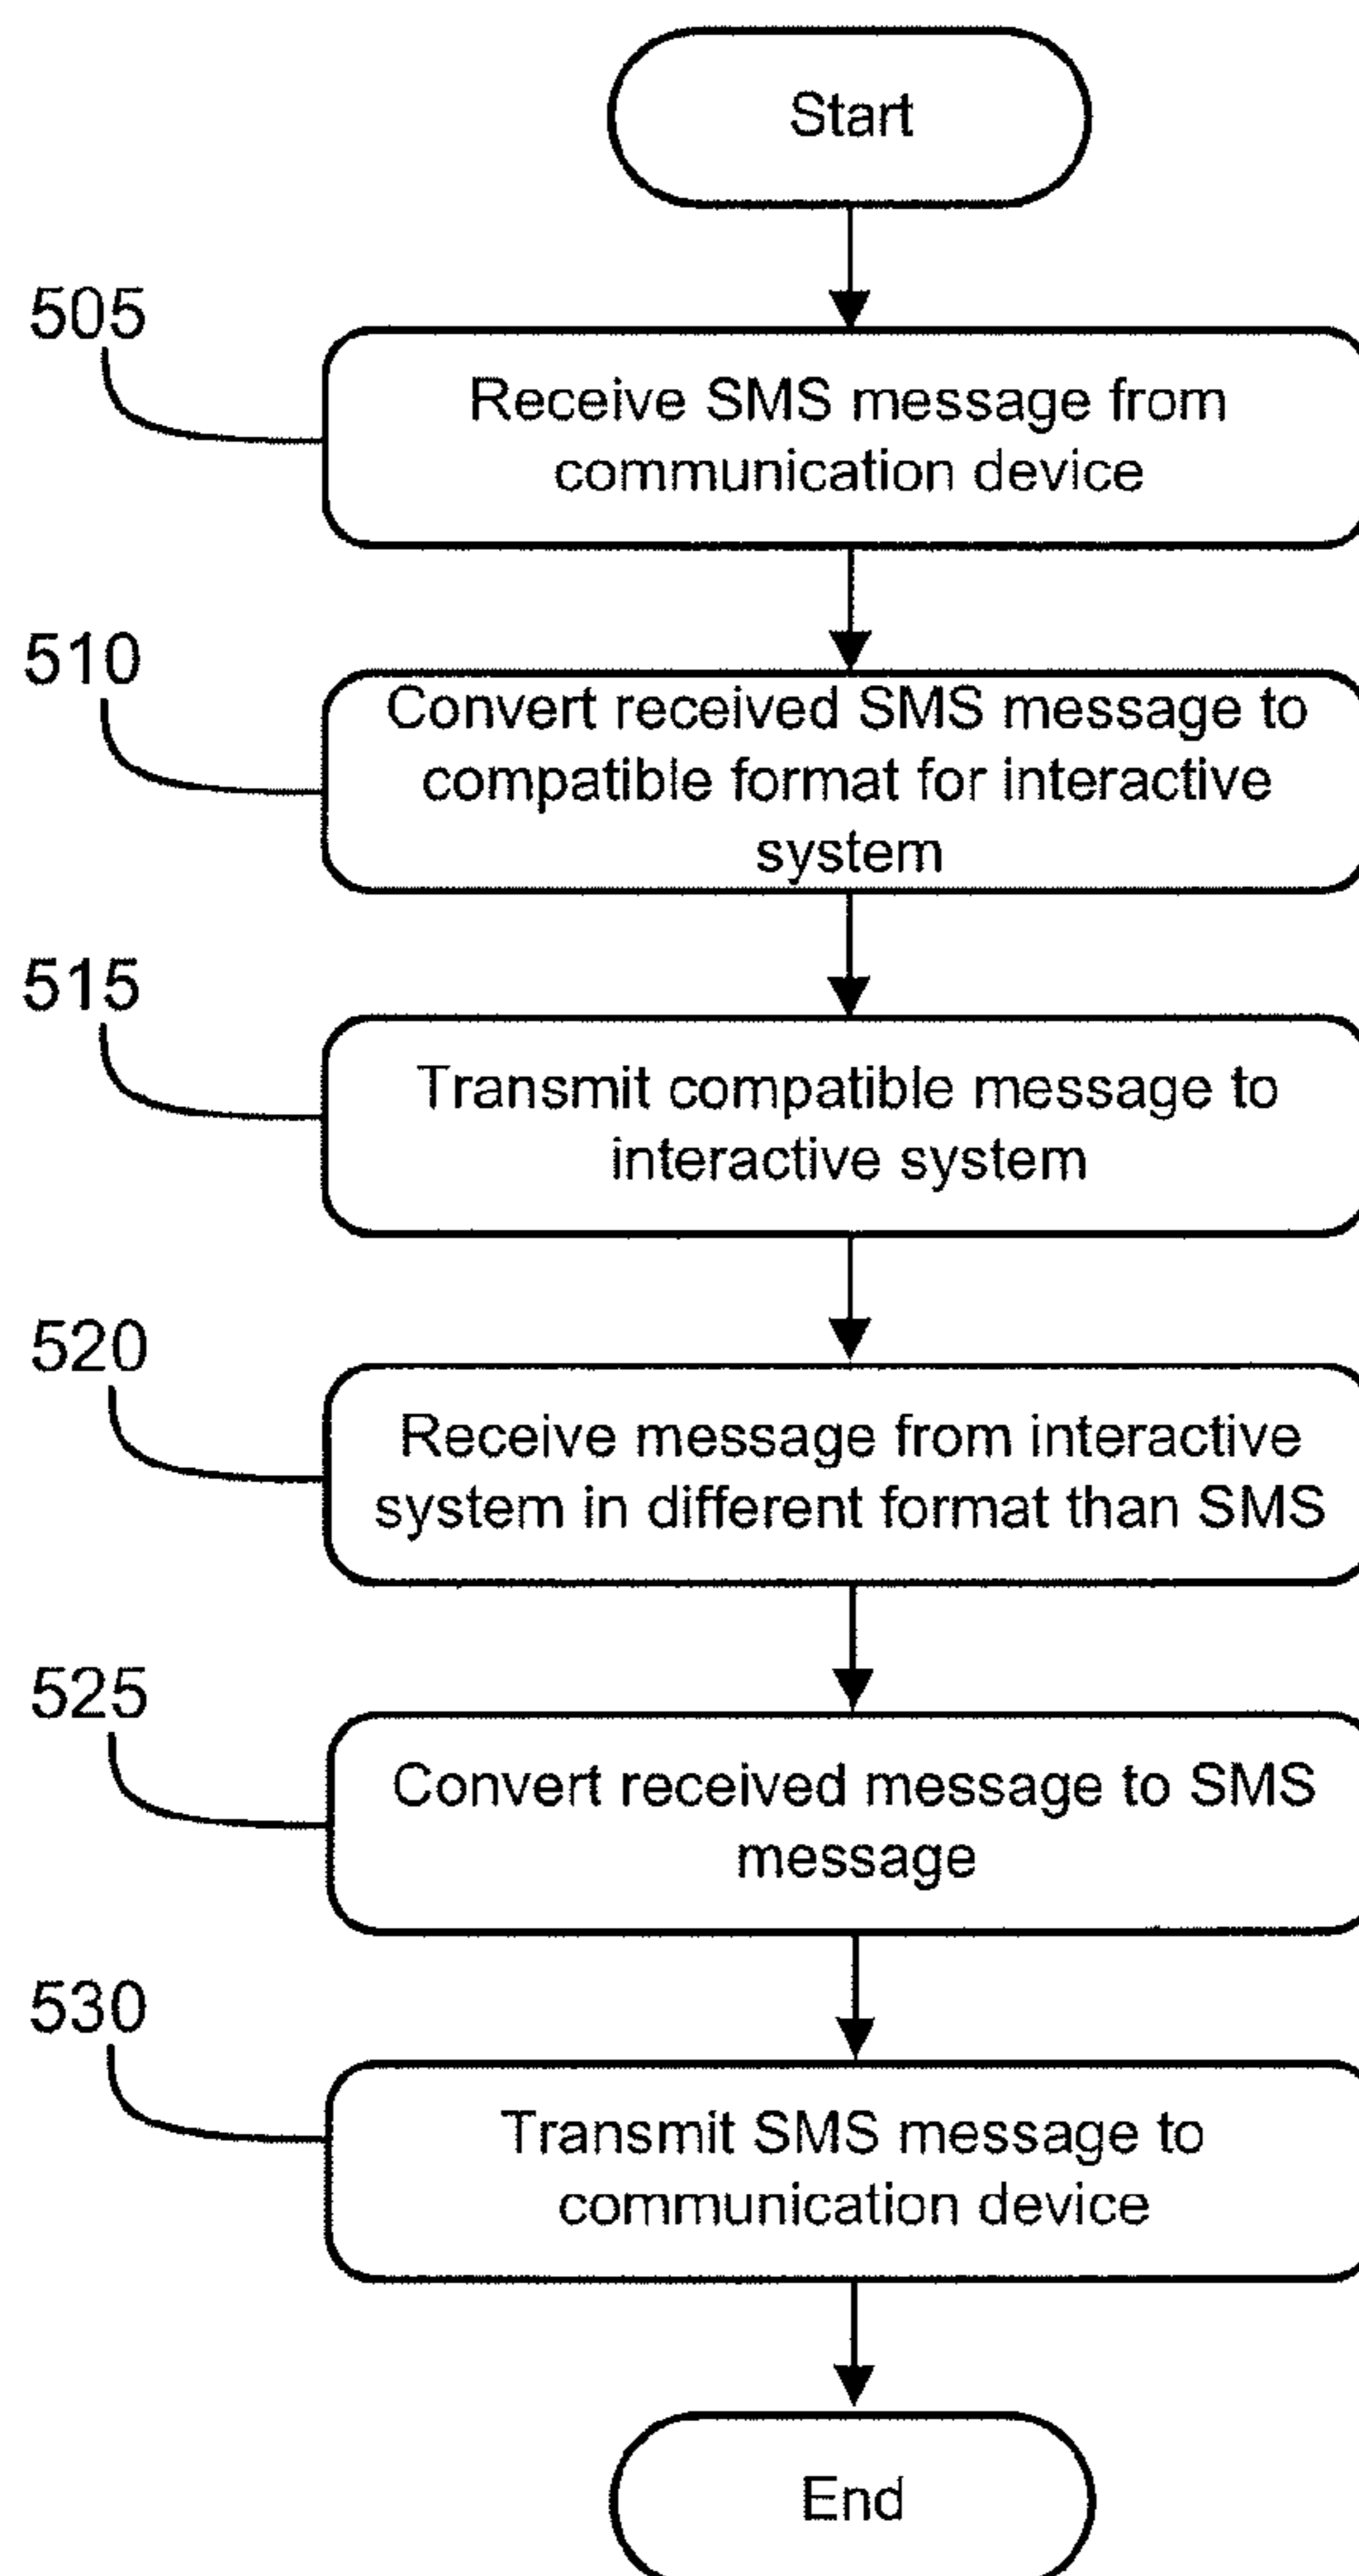 Start
505
Receive SMS message from
communication device
510
Convert received SMS message to
compatible format for interactive
system
515
Transmit compatible message to
interactive system
520
Receive message from interactive
system in different format than SMS
525
Convert received message to SMS
message
530
Transmit SMS message to
communication device
End